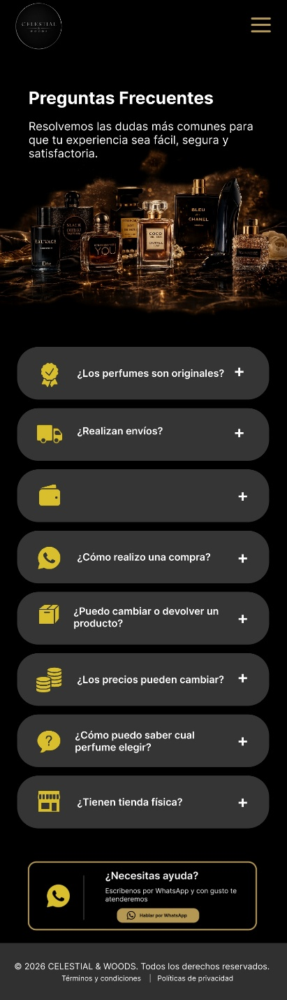 CELESTIAL
&
WOODS
Preguntas Frecuentes
Resolvemos las dudas más comunes para
que tu experiencia sea fácil, segura y
satisfactoria.
SAUVAGE
Dior
BLACK
OPIUM
YOU
COCO
CHANEL
BLEU
DE
CHANEL
¿Los perfumes son originales? +
¿Realizan envíos? +
+
¿Cómo realizo una compra? +
¿Puedo cambiar o devolver un
producto? +
¿Los precios pueden cambiar? +
?
¿Cómo puedo saber cual
perfume elegir? +
¿Tienen tienda física? +
¿Necesitas ayuda?
Escribenos por WhatsApp y con gusto te
atenderemos
Hablar por WhatsApp
© 2026 CELESTIAL & WOODS. Todos los derechos reservados.
Términos y condiciones | Políticas de privacidad